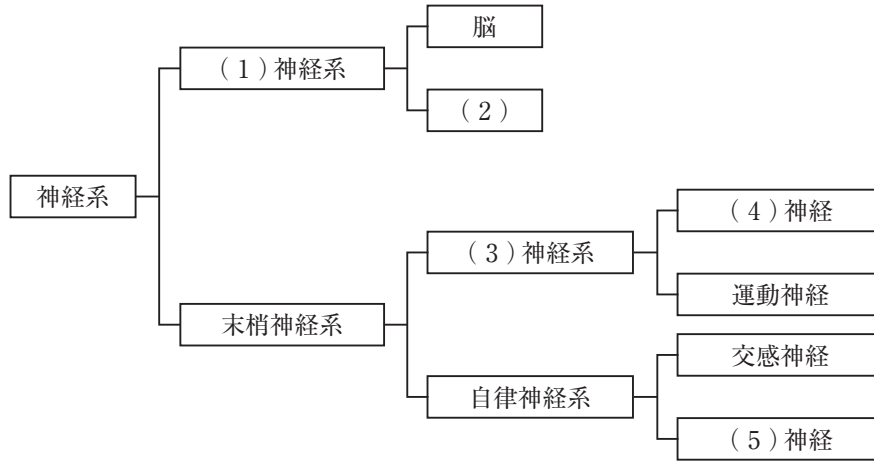 脳
(1)神経系
(2)
神経系
(4)神経
(3)神経系
運動神経
末梢神経系
交感神経
自律神経系
(5)神経